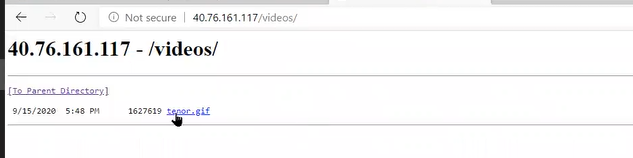 Not secure | 40.76.161.117/videos/
40.76.161.117 - /videos/
[To Parent Directory]
9/15/2020 5:48 PM 1627619 tenor.gif